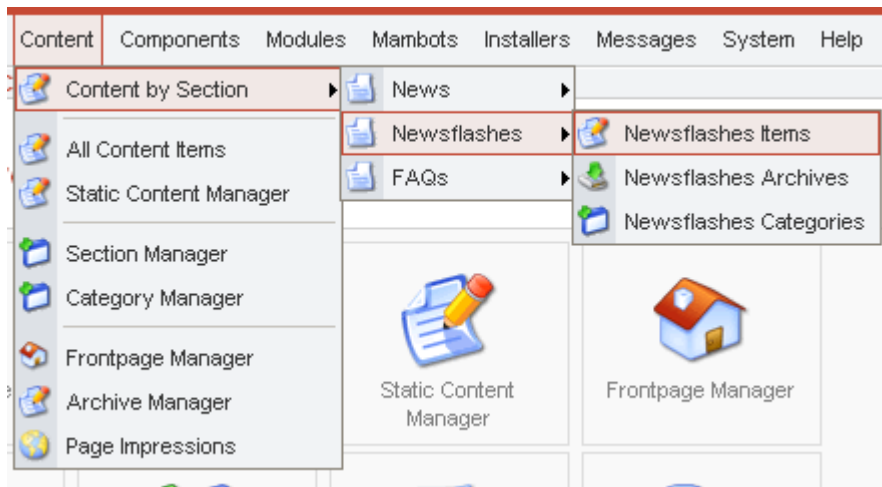 Content Components Modules Mambots Installers Messages System Help
Content by Section
All Content Items
Static Content Manager
Section Manager
Category Manager
Frontpage Manager
Archive Manager
Page Impressions
News
Newsflashes
FAQs
Newsflashes Items
Newsflashes Archives
Newsflashes Categories
Static Content
Manager
Frontpage Manager